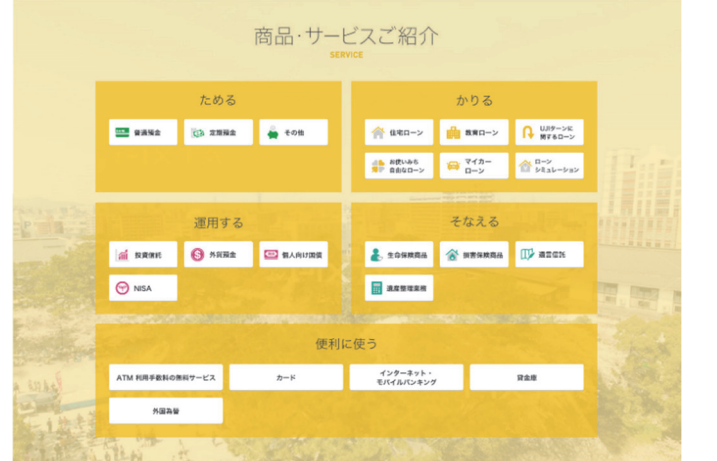 商品・サービスご紹介
SERVICE
ためる
普通預金
定期預金
その他
かりる
住宅ローン
教育ローン
UJIターンに
関するローン
お使いみち
自由なローン
マイカー
ローン
ローン
シミュレーション
運用する
投資信託
外貨預金
個人向け国債
NISA
そなえる
生命保険商品
損害保険商品
遺言信託
遺産整理業務
便利に使う
ATM 利用手数料の無料サービス
カード
インターネット・
モバイルバンキング
貸金庫
外国為替